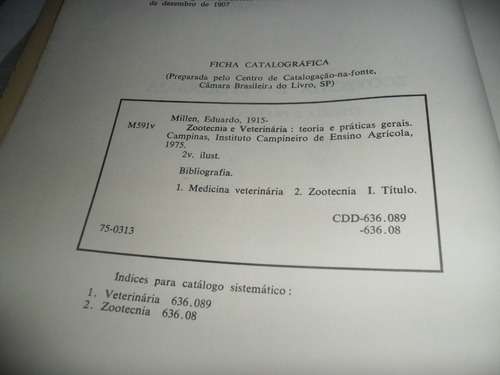 de dezembro de 1907
FICHA CATALOGRÁFICA
(Preparada pelo Centro de Catalogação-na-fonte,
Câmara Brasileira do Livro, SP)
Millen, Eduardo, 1915-
M591v Zootecnia e Veterinária : teoria e práticas gerais.
Campinas, Instituto Campineiro de Ensino Agrícola,
1975.
2v. ilust.
Bibliografia.
1. Medicina veterinária 2. Zootecnia I. Título.
CDD-636.089
75-0313 -636.08
Índices para catálogo sistemático :
1. Veterinária 636.089
2. Zootecnia 636.08